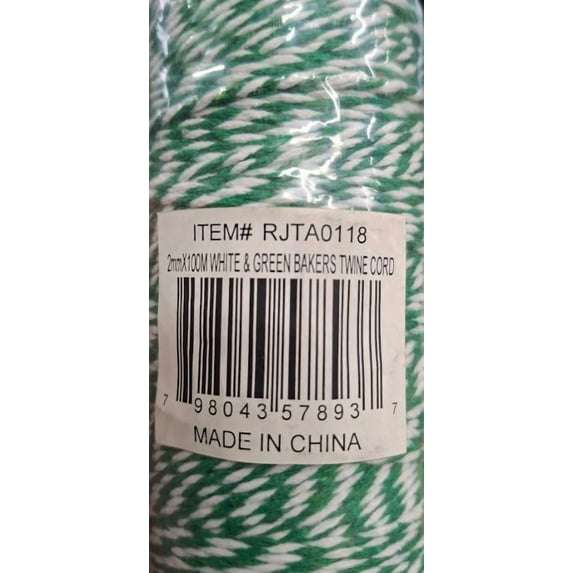 ITEM# RJTA0118
2mmX100M WHITE & GREEN BAKERS TWINE CORD
7 98043 57893 7
MADE IN CHINA